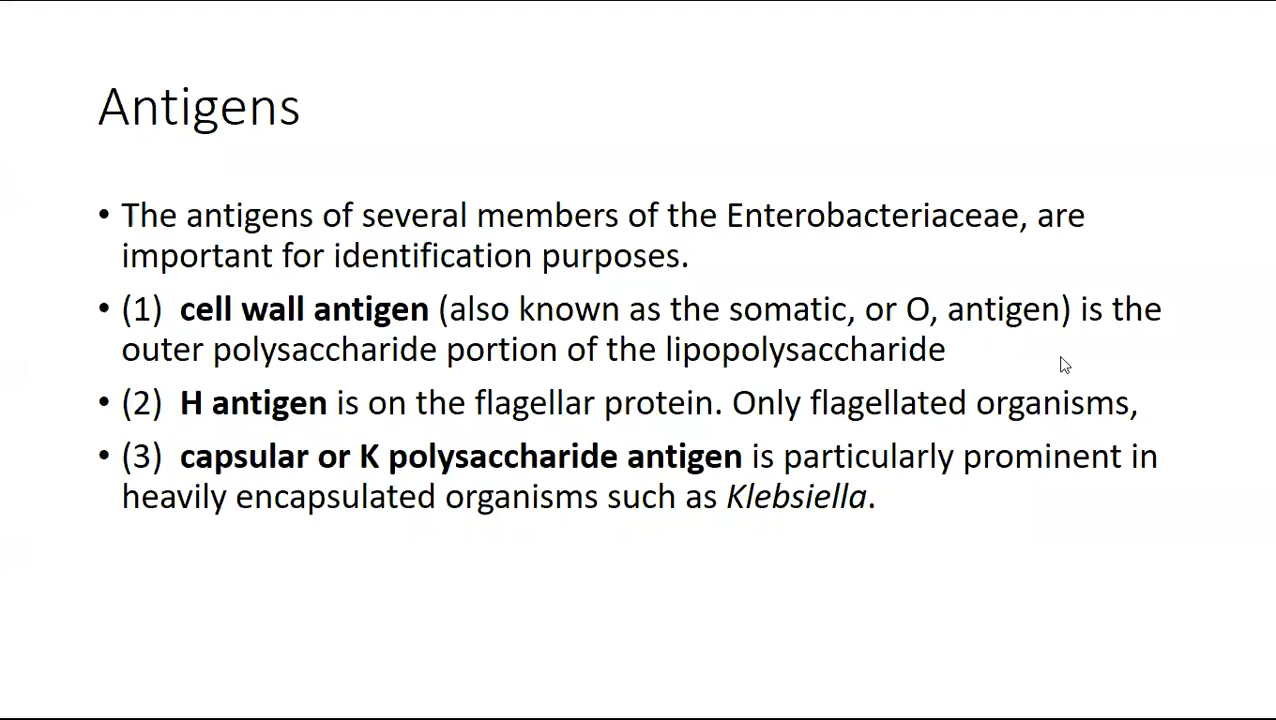 Antigens
• The antigens of several members of the Enterobacteriaceae, are
important for identification purposes.
• (1) cell wall antigen (also known as the somatic, or O, antigen) is the
outer polysaccharide portion of the lipopolysaccharide
• (2) H antigen is on the flagellar protein. Only flagellated organisms,
• (3) capsular or K polysaccharide antigen is particularly prominent in
heavily encapsulated organisms such as Klebsiella.